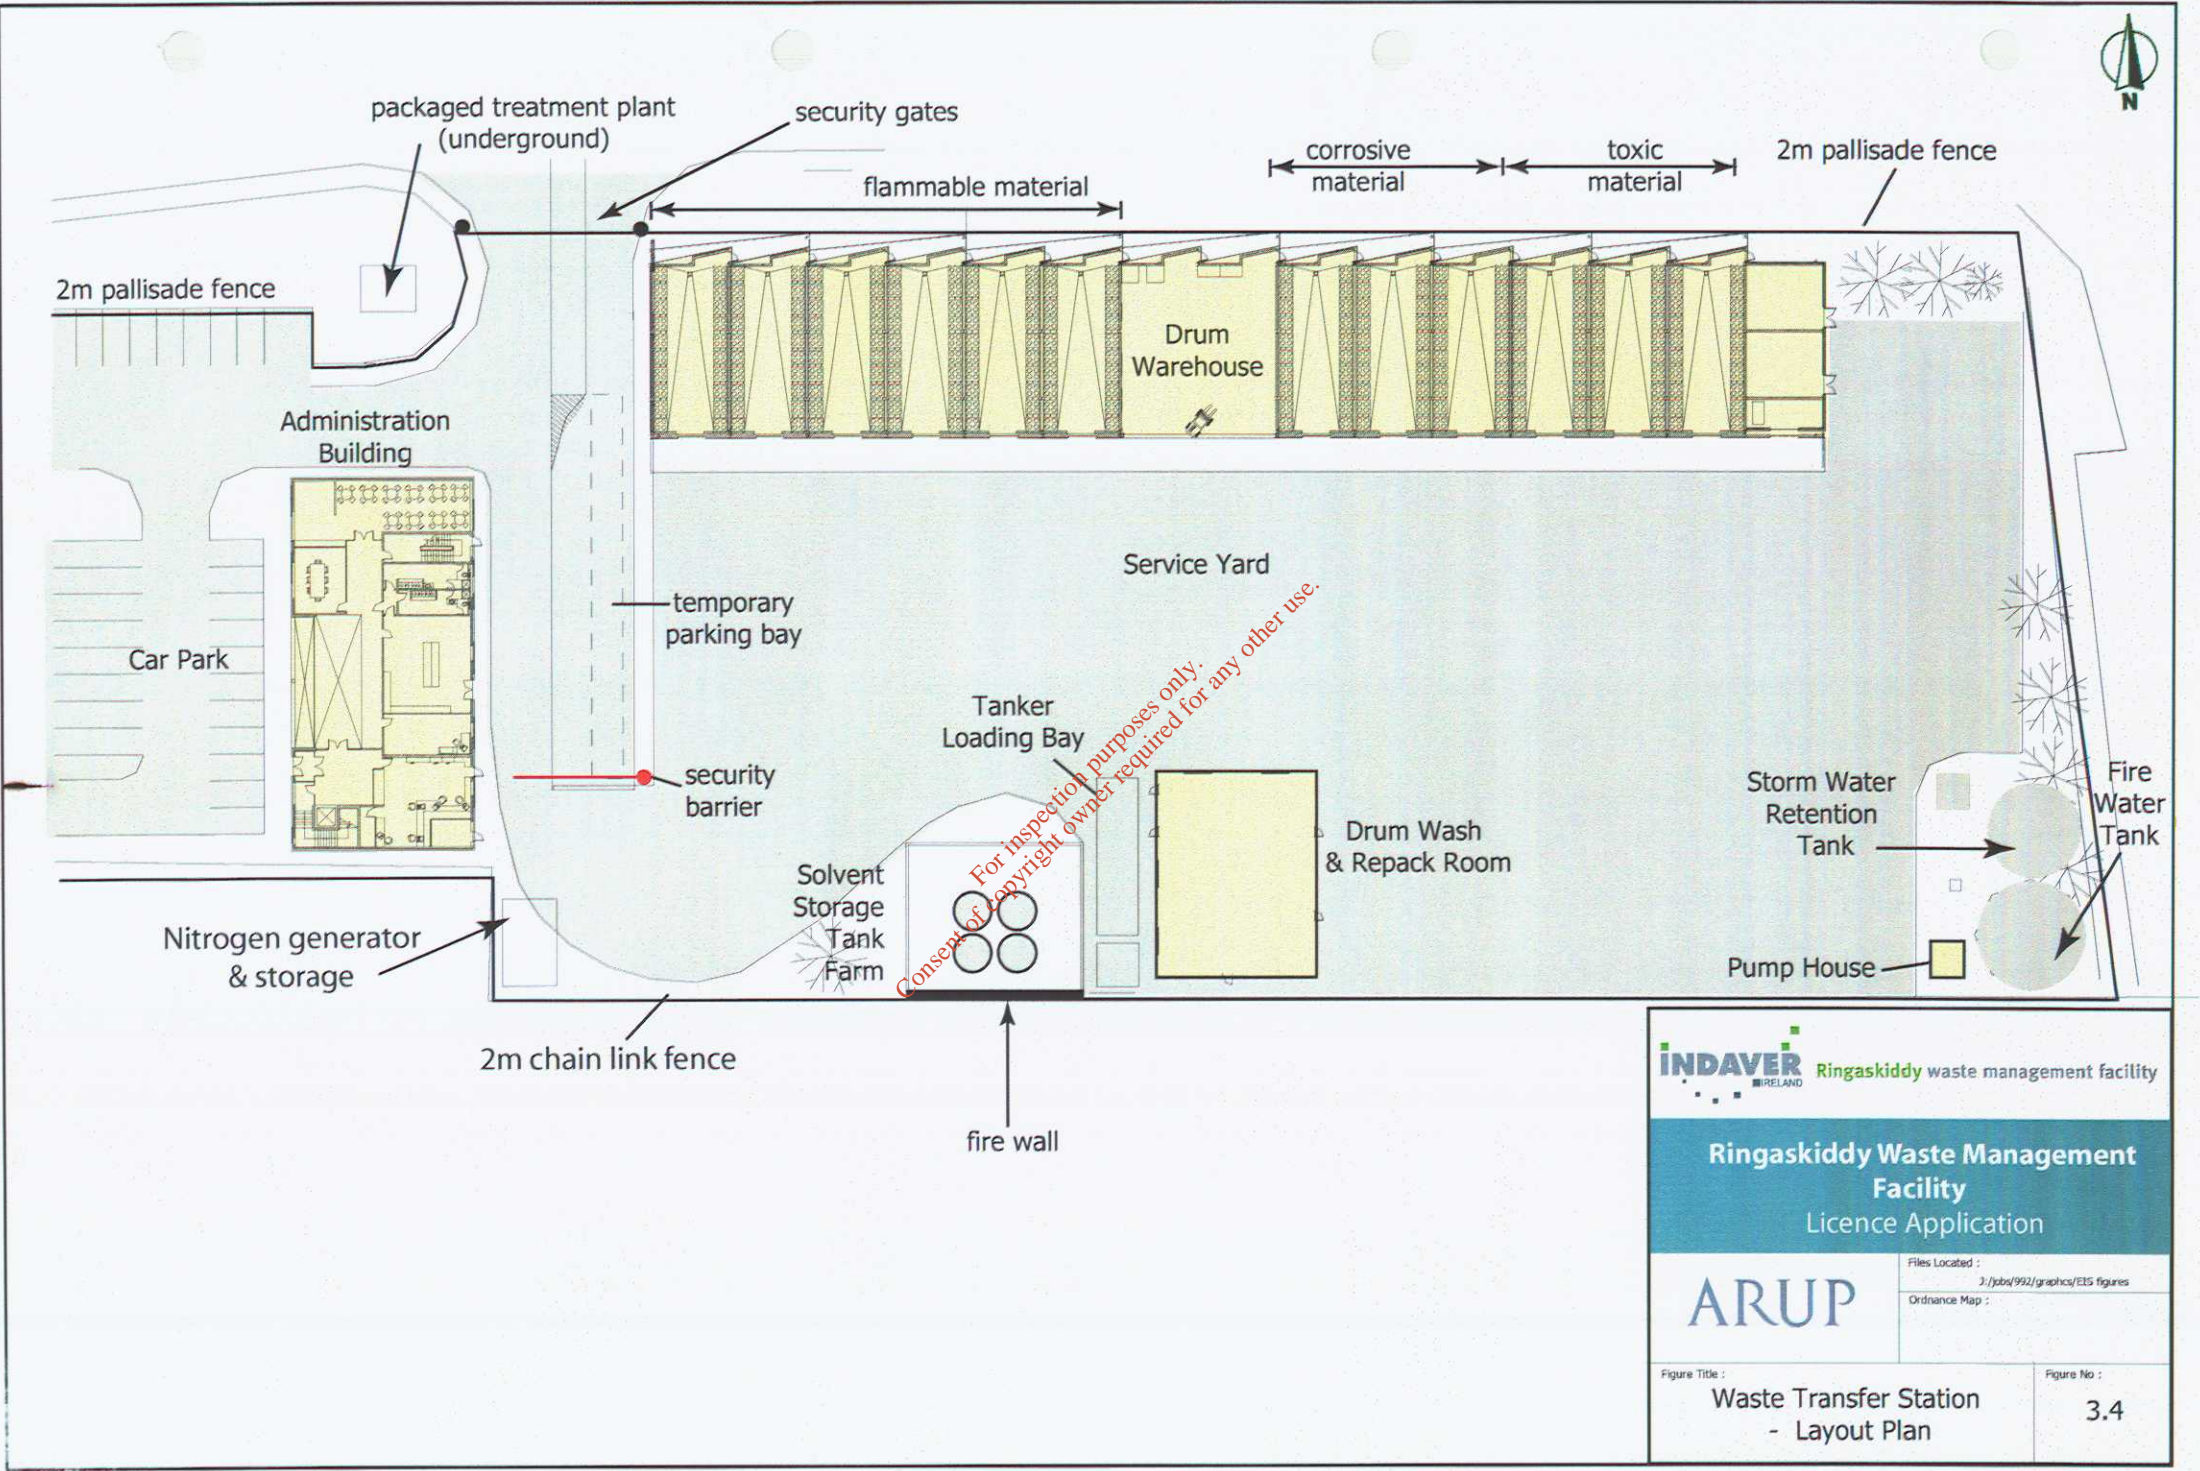 N
packaged treatment plant
(underground)
security gates
flammable material
corrosive
material
toxic
material
2m pallisade fence
2m pallisade fence
Drum
Warehouse
Administration
Building
Service Yard
temporary
parking bay
Car Park
Tanker
Loading Bay
security
barrier
Drum Wash
& Repack Room
Storm Water
Retention
Tank
Fire
Water
Tank
Solvent
Storage
Tank
Farm
Nitrogen generator
& storage
Pump House
2m chain link fence
fire wall
For inspection purposes only.
Consent of copyright owner required for any other use.
INDAVER
IRELAND
Ringaskiddy waste management facility
Ringaskiddy Waste Management
Facility
Licence Application
ARUP
Files Located :
J:/jobs/992/graphcs/EIS figures
Ordnance Map :
Figure Title :
Waste Transfer Station
- Layout Plan
Figure No :
3.4